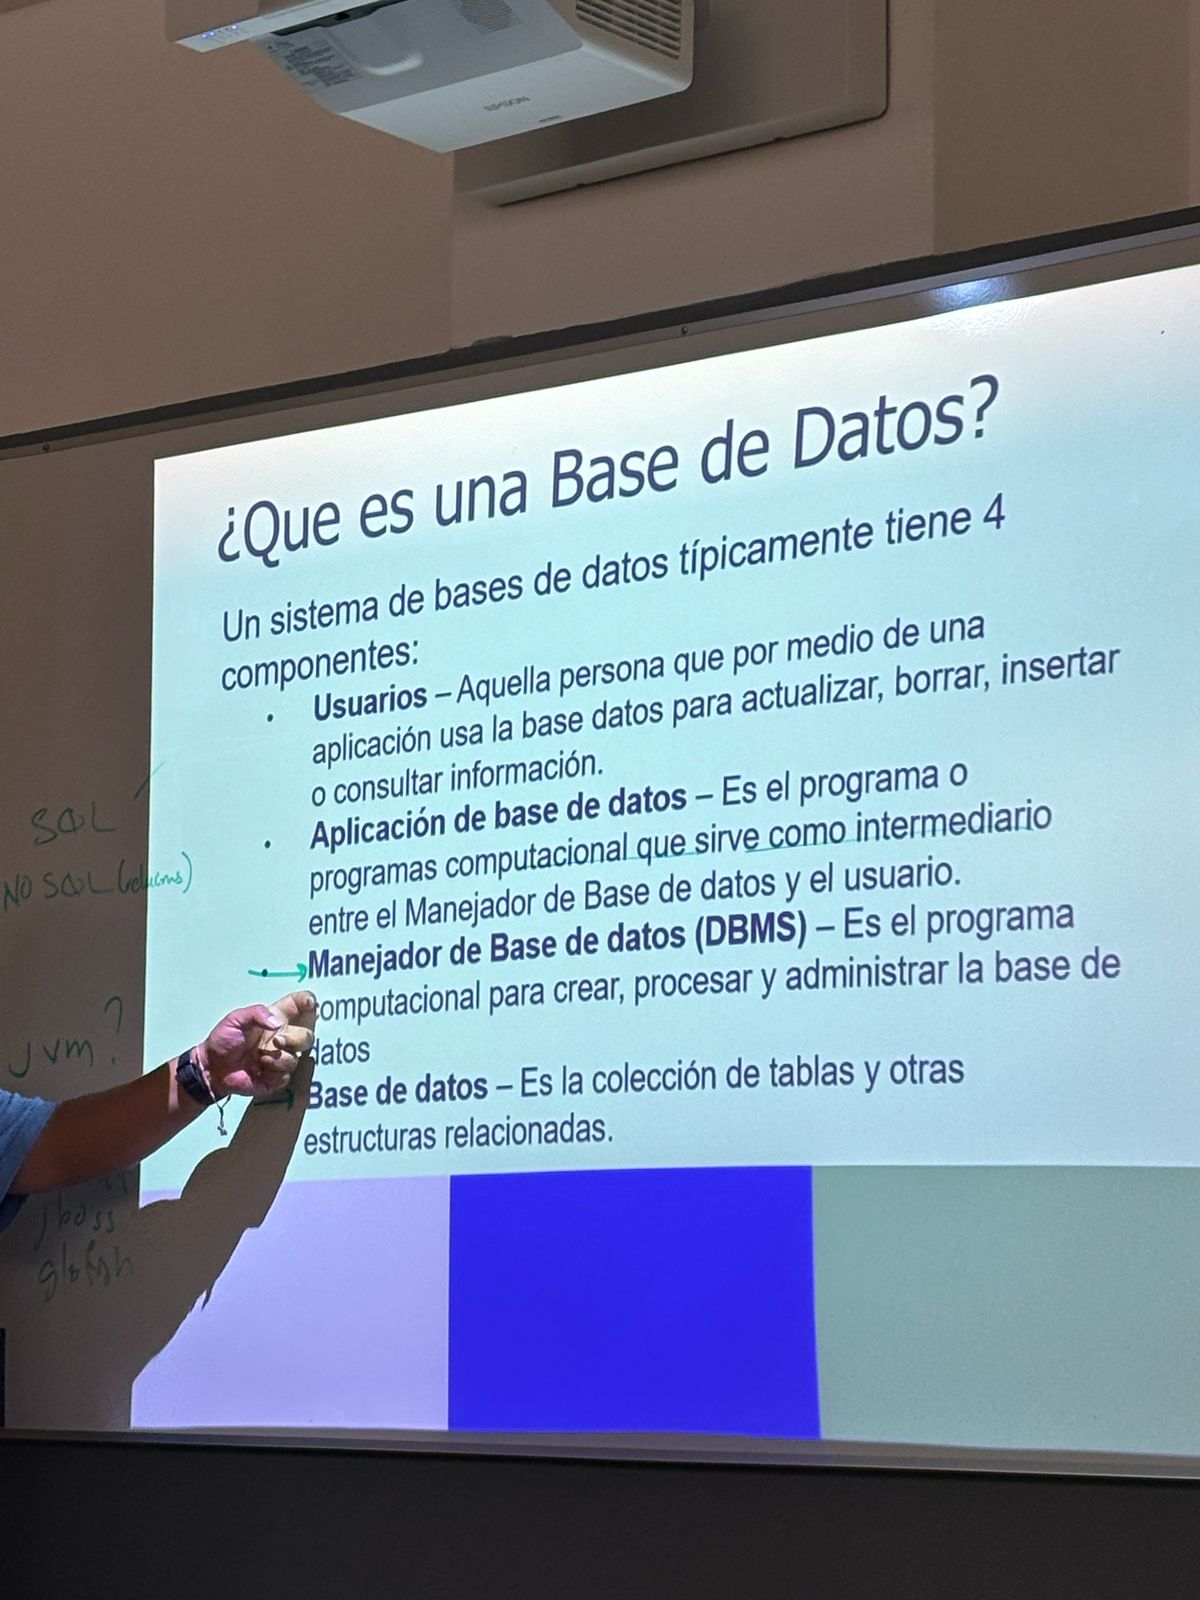 EPSON
¿Que es una Base de Datos?
Un sistema de bases de datos típicamente tiene 4
componentes:
• Usuarios – Aquella persona que por medio de una
aplicación usa la base datos para actualizar, borrar, insertar
o consultar información.
• Aplicación de base de datos – Es el programa o
programas computacional que sirve como intermediario
entre el Manejador de Base de datos y el usuario.
• Manejador de Base de datos (DBMS) – Es el programa
computacional para crear, procesar y administrar la base de
datos
Base de datos – Es la colección de tablas y otras
estructuras relacionadas.
SQL
NO SQL
JVM?
jboss